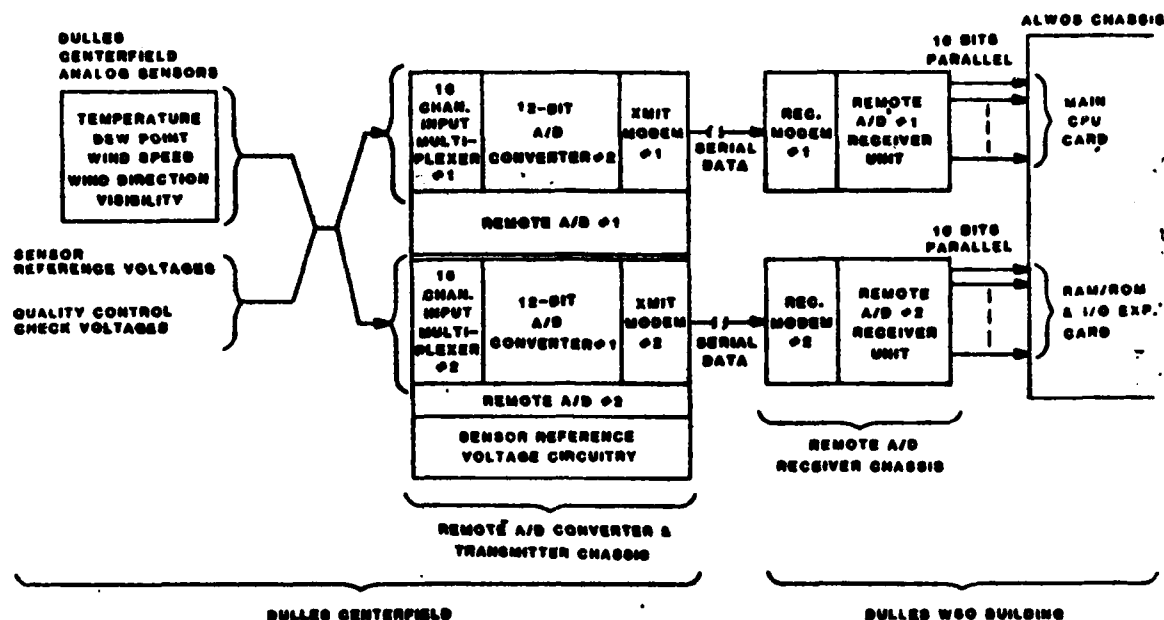 ALWOS CHASSIS
DULLES
CENTERFIELD
ANALOG SENSORS
TEMPERATURE
DEW POINT
WIND SPEED
WIND DIRECTION
VISIBILITY
SENSOR
REFERENCE VOLTAGES
QUALITY CONTROL
CHECK VOLTAGES
16
CHAN.
INPUT
MULTI-
PLEXER
#1
12-BIT
A/D
CONVERTER #2
XMIT
MODEM
#1
REMOTE A/D #1
SERIAL
DATA
REC.
MODEM
#1
REMOTE
A/D #1
RECEIVER
UNIT
16 BITS
PARALLEL
MAIN
CPU
CARD
16
CHAN.
INPUT
MULTI-
PLEXER
#2
12-BIT
A/D
CONVERTER #1
XMIT
MODEM
#2
REMOTE A/D #2
SENSOR REFERENCE
VOLTAGE CIRCUITRY
SERIAL
DATA
REC.
MODEM
#2
REMOTE
A/D #2
RECEIVER
UNIT
16 BITS
PARALLEL
RAM/ROM
& I/O EXP.
CARD
REMOTE A/D
RECEIVER CHASSIS
REMOTE A/D CONVERTER &
TRANSMITTER CHASSIS
DULLES CENTERFIELD
DULLES WSO BUILDING